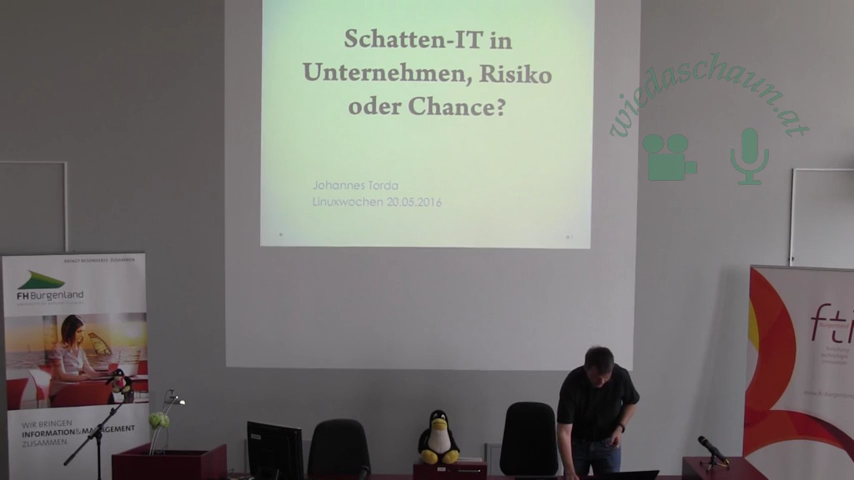 Schatten-IT in
Unternehmen, Risiko
oder Chance?
Johannes Torda
Linuxwochen 20.05.2016
wiedaschaun.at
FH Burgenland
WIR BRINGEN
INFORMATION&MANAGEMENT
ZUSAMMEN.
fti